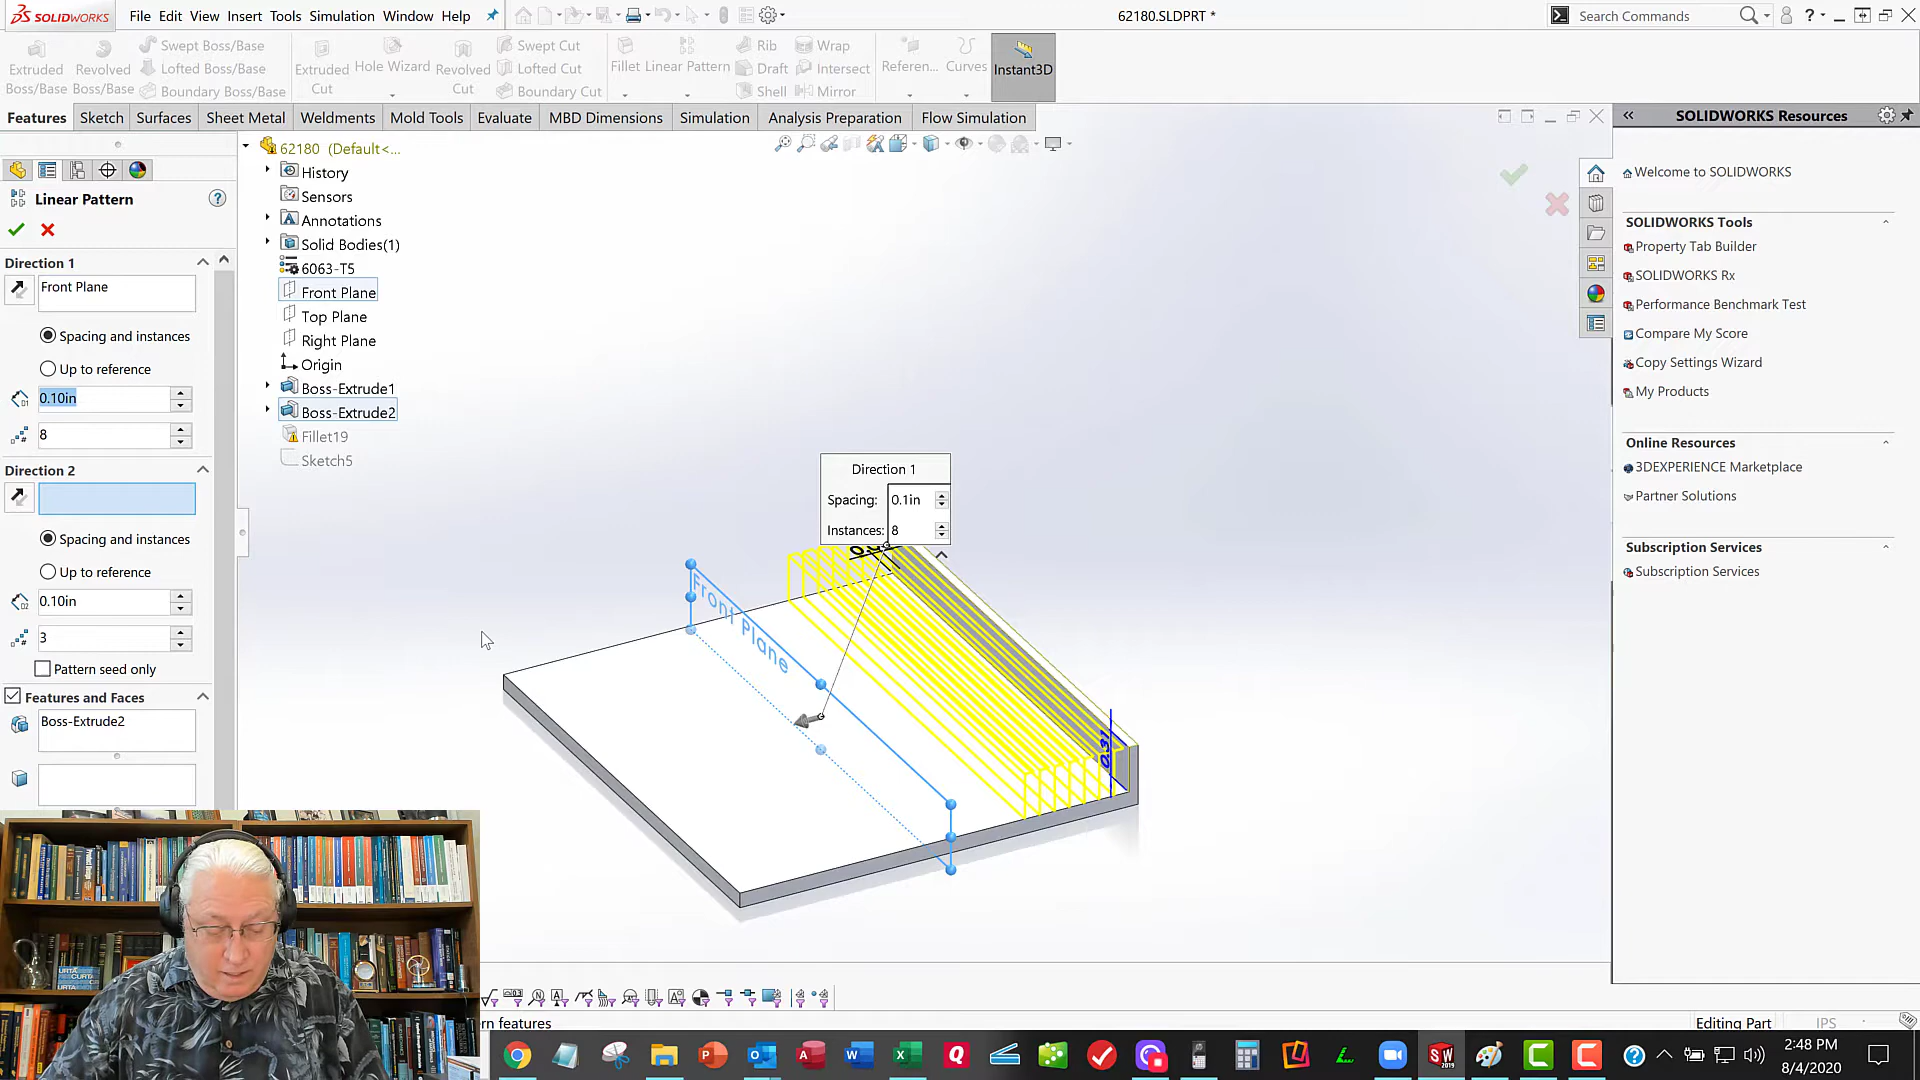 SOLIDWORKS
File Edit View Insert Tools Simulation Window Help
62180.SLDPRT *
Search Commands
Extruded Boss/Base
Revolved Boss/Base
Swept Boss/Base
Lofted Boss/Base
Boundary Boss/Base
Extruded Cut
Hole Wizard
Revolved Cut
Swept Cut
Lofted Cut
Boundary Cut
Fillet
Linear Pattern
Rib
Draft
Shell
Wrap
Intersect
Mirror
Referen...
Curves
Instant3D
Features Sketch Surfaces Sheet Metal Weldments Mold Tools Evaluate MBD Dimensions Simulation Analysis Preparation Flow Simulation
Linear Pattern
Direction 1
Front Plane
Spacing and instances
Up to reference
0.10in
8
Direction 2
Spacing and instances
Up to reference
0.10in
3
Pattern seed only
Features and Faces
Boss-Extrude2
62180 (Default<...
History
Sensors
Annotations
Solid Bodies(1)
6063-T5
Front Plane
Top Plane
Right Plane
Origin
Boss-Extrude1
Boss-Extrude2
Fillet19
Sketch5
Direction 1
Spacing: 0.1in
Instances: 8
Front Plane
0.31
SOLIDWORKS Resources
Welcome to SOLIDWORKS
SOLIDWORKS Tools
Property Tab Builder
SOLIDWORKS Rx
Performance Benchmark Test
Compare My Score
Copy Settings Wizard
My Products
Online Resources
3DEXPERIENCE Marketplace
Partner Solutions
Subscription Services
Subscription Services
features
Editing Part
IPS
2:48 PM
8/4/2020